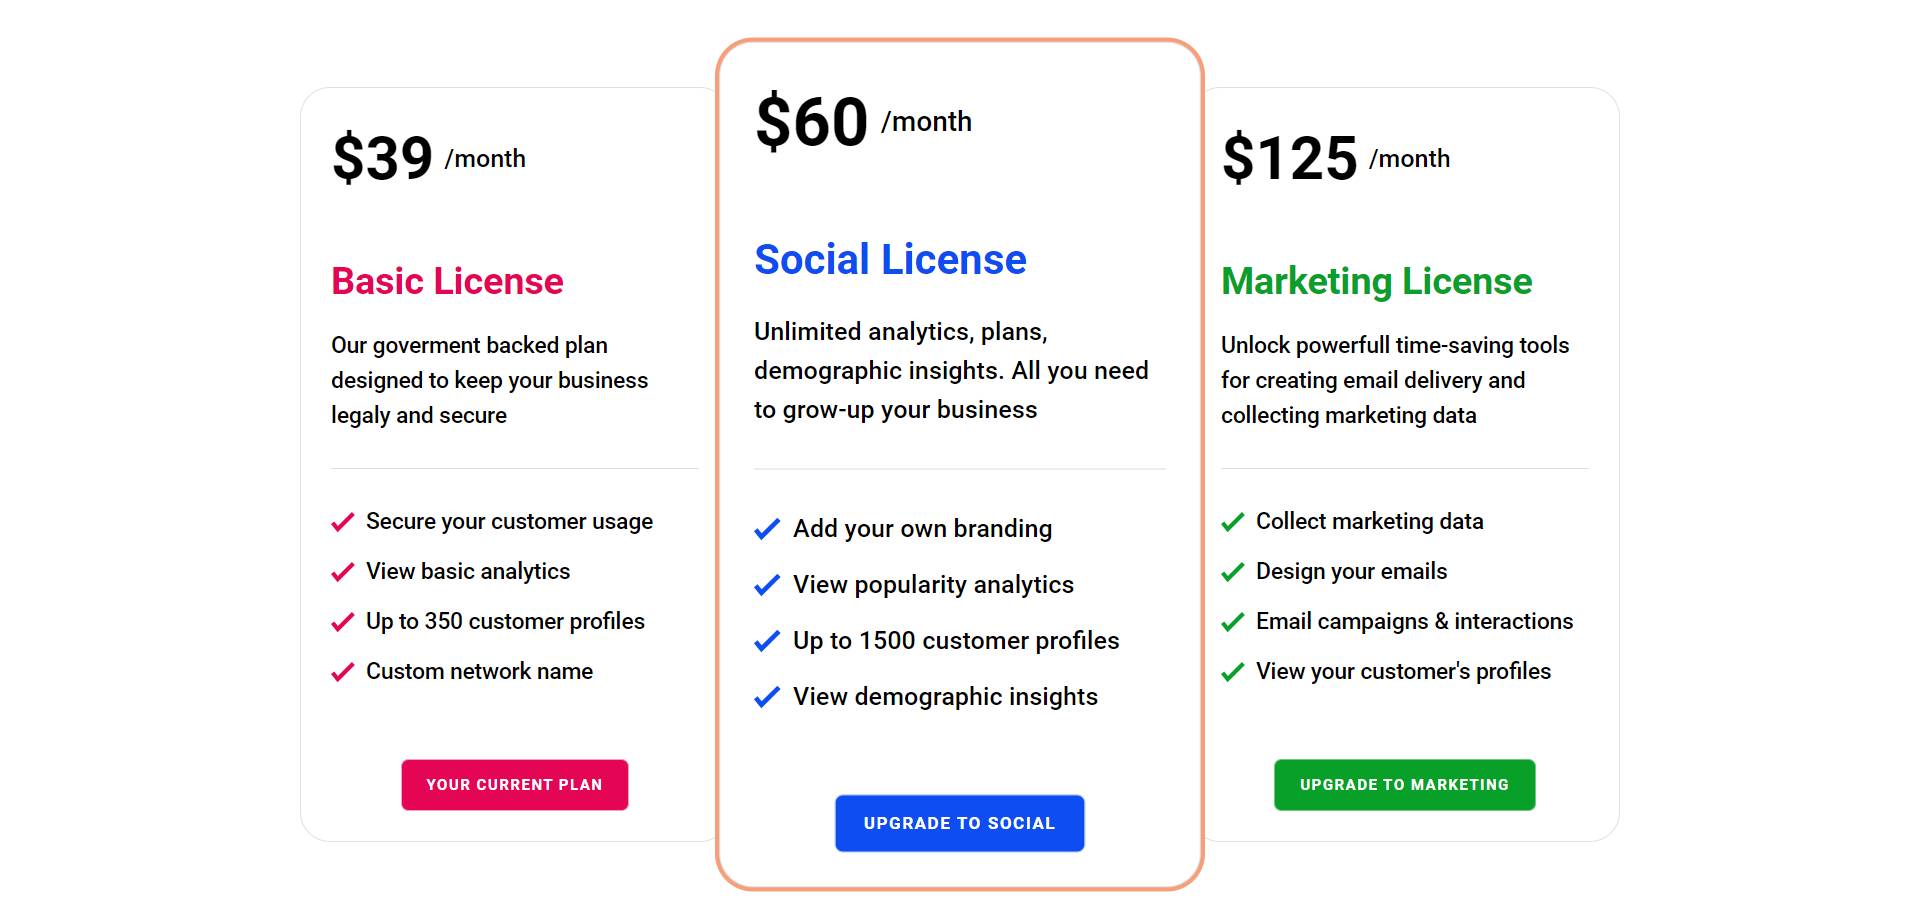 $39 /month
Basic License
Our goverment backed plan
designed to keep your business
legaly and secure
Secure your customer usage
View basic analytics
Up to 350 customer profiles
Custom network name
YOUR CURRENT PLAN
$60 /month
Social License
Unlimited analytics, plans,
demographic insights. All you need
to grow-up your business
Add your own branding
View popularity analytics
Up to 1500 customer profiles
View demographic insights
UPGRADE TO SOCIAL
$125 /month
Marketing License
Unlock powerfull time-saving tools
for creating email delivery and
collecting marketing data
Collect marketing data
Design your emails
Email campaigns & interactions
View your customer's profiles
UPGRADE TO MARKETING